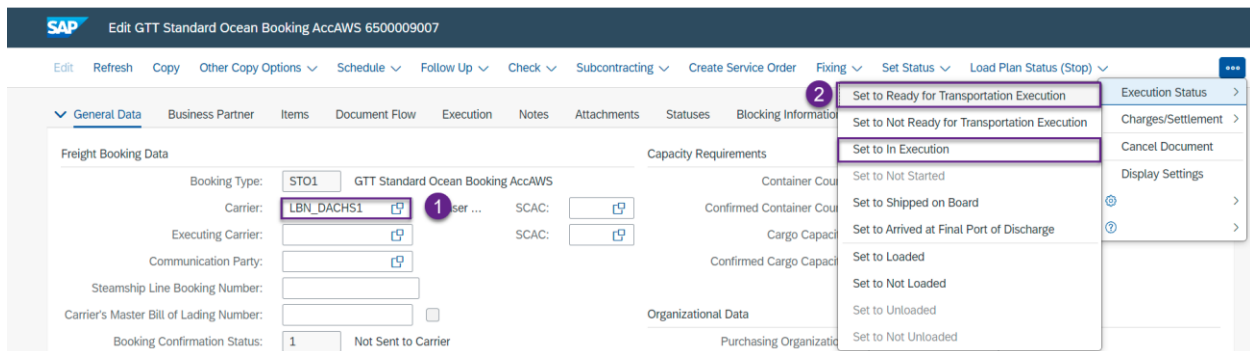 SAP Edit GTT Standard Ocean Booking AccAWS 6500009007
Edit Refresh Copy Other Copy Options Schedule Follow Up Check Subcontracting Create Service Order Fixing Set Status Load Plan Status (Stop)
General Data Business Partner Items Document Flow Execution Notes Attachments Statuses Blocking Information
2 Set to Ready for Transportation Execution
Set to Not Ready for Transportation Execution
Set to In Execution
Set to Not Started
Set to Shipped on Board
Set to Arrived at Final Port of Discharge
Set to Loaded
Set to Not Loaded
Set to Unloaded
Set to Not Unloaded
Execution Status
Charges/Settlement
Cancel Document
Display Settings
Freight Booking Data
Booking Type: STO1 GTT Standard Ocean Booking AccAWS
Carrier: LBN_DACHS1 1 ser ... SCAC:
Executing Carrier: SCAC:
Communication Party:
Steamship Line Booking Number:
Carrier's Master Bill of Lading Number:
Booking Confirmation Status: 1 Not Sent to Carrier
Capacity Requirements
Container Cou
Confirmed Container Cou
Cargo Capaci
Confirmed Cargo Capaci
Organizational Data
Purchasing Organizatio